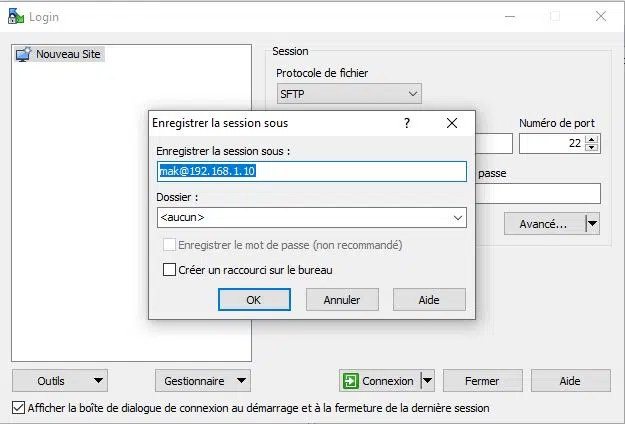 Login
Nouveau Site
Session
Protocole de fichier
SFTP
Numéro de port
22
passe
Avancé...
Enregistrer la session sous
?
Enregistrer la session sous :
mak@192.168.1.10
Dossier :
<aucun>
Enregistrer le mot de passe (non recommandé)
Créer un raccourci sur le bureau
OK
Annuler
Aide
Outils
Gestionnaire
Connexion
Fermer
Aide
Afficher la boîte de dialogue de connexion au démarrage et à la fermeture de la dernière session